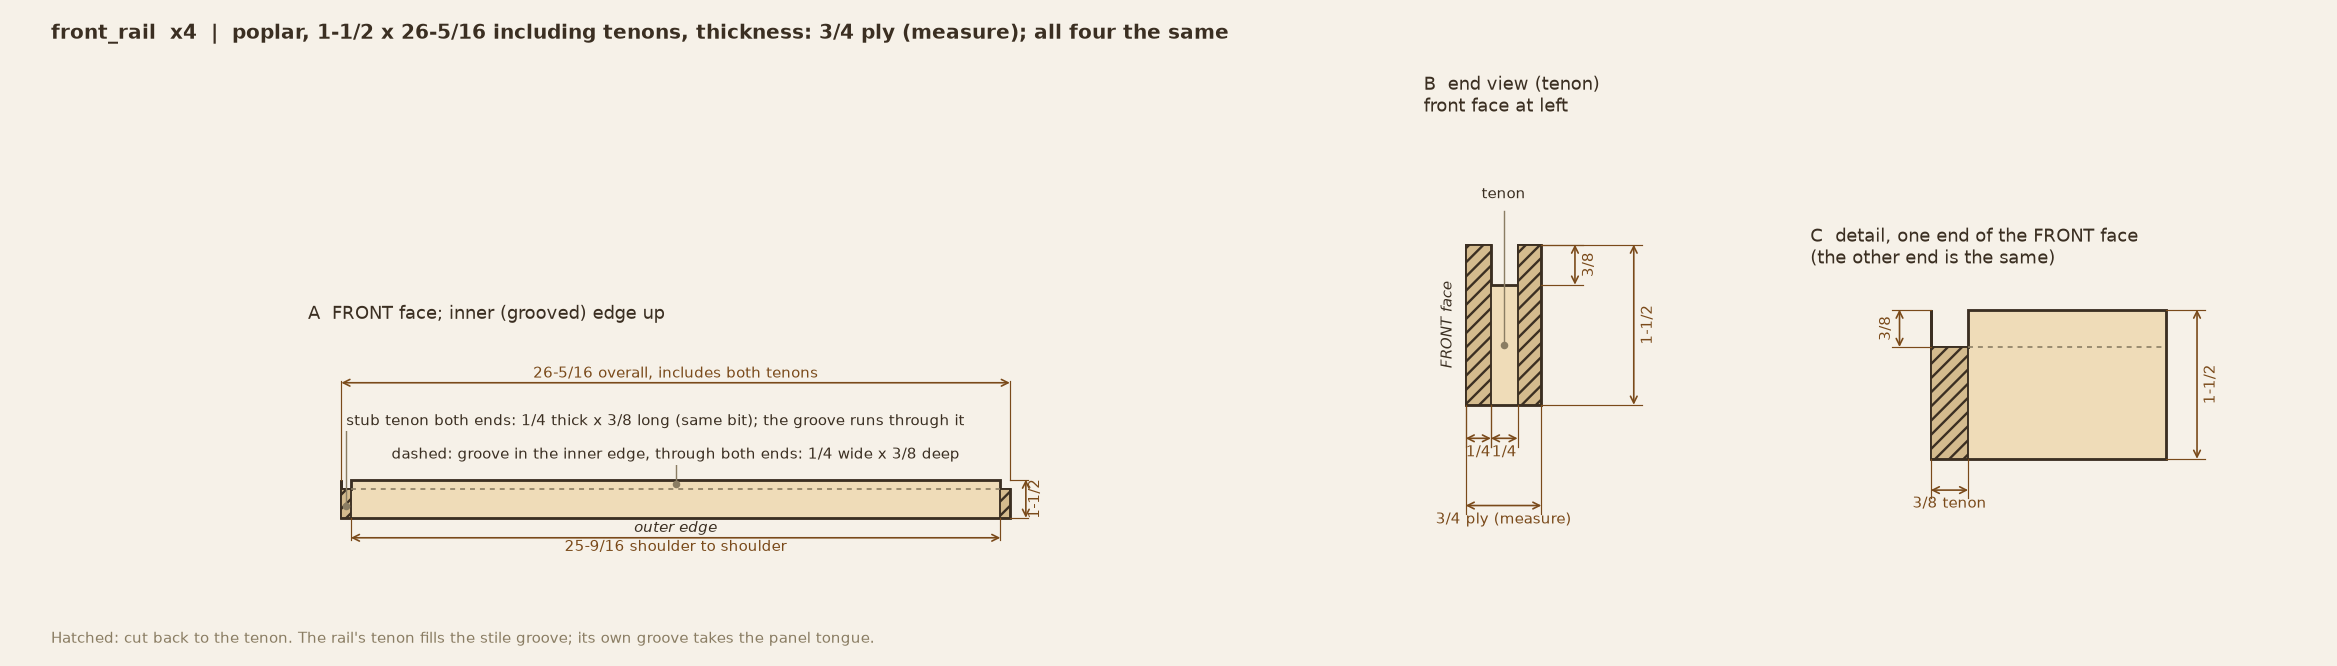 front_rail x4 | poplar, 1-1/2 x 26-5/16 including tenons, thickness: 3/4 ply (measure); all four the same
A FRONT face; inner (grooved) edge up
26-5/16 overall, includes both tenons
stub tenon both ends: 1/4 thick x 3/8 long (same bit); the groove runs through it
dashed: groove in the inner edge, through both ends: 1/4 wide x 3/8 deep
1-1/2
outer edge
25-9/16 shoulder to shoulder
B end view (tenon)
front face at left
tenon
3/8
FRONT face
1-1/2
1/4
1/4
3/4 ply (measure)
C detail, one end of the FRONT face
(the other end is the same)
3/8
1-1/2
3/8 tenon
Hatched: cut back to the tenon. The rail's tenon fills the stile groove; its own groove takes the panel tongue.